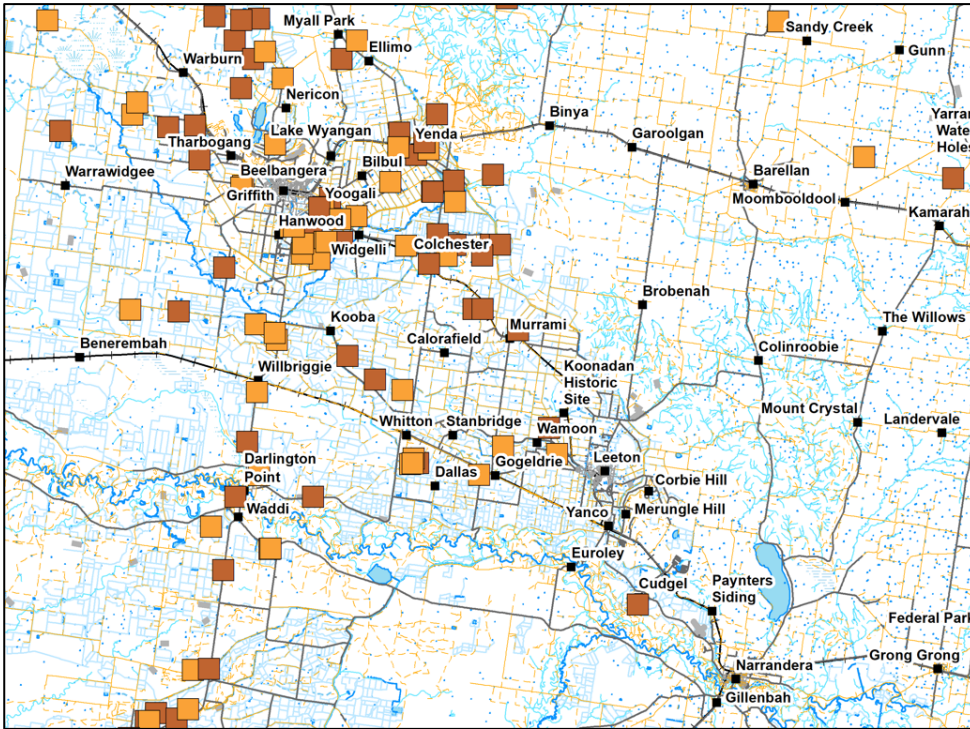 Myall Park
Sandy Creek
Ellimo
Gunn
Warburn
Nericon
Binya
Yarran
Water
Holes
Lake Wyangan
Yenda
Garoolgan
Tharbogang
Bilbul
Beelbangera
Barellan
Warrawidgee
Griffith
Yoogali
Moombooldool
Kamarah
Hanwood
Widgelli
Colchester
Brobenah
Kooba
Murrami
The Willows
Benerembah
Calorafield
Colinroobie
Willbriggie
Koonadan
Historic
Site
Mount Crystal
Landervale
Whitton
Stanbridge
Wamoon
Darlington
Point
Dallas
Gogeldrie
Leeton
Corbie Hill
Waddi
Yanco
Merungle Hill
Euroley
Cudgel
Paynters
Siding
Federal Park
Grong Grong
Narrandera
Gillenbah